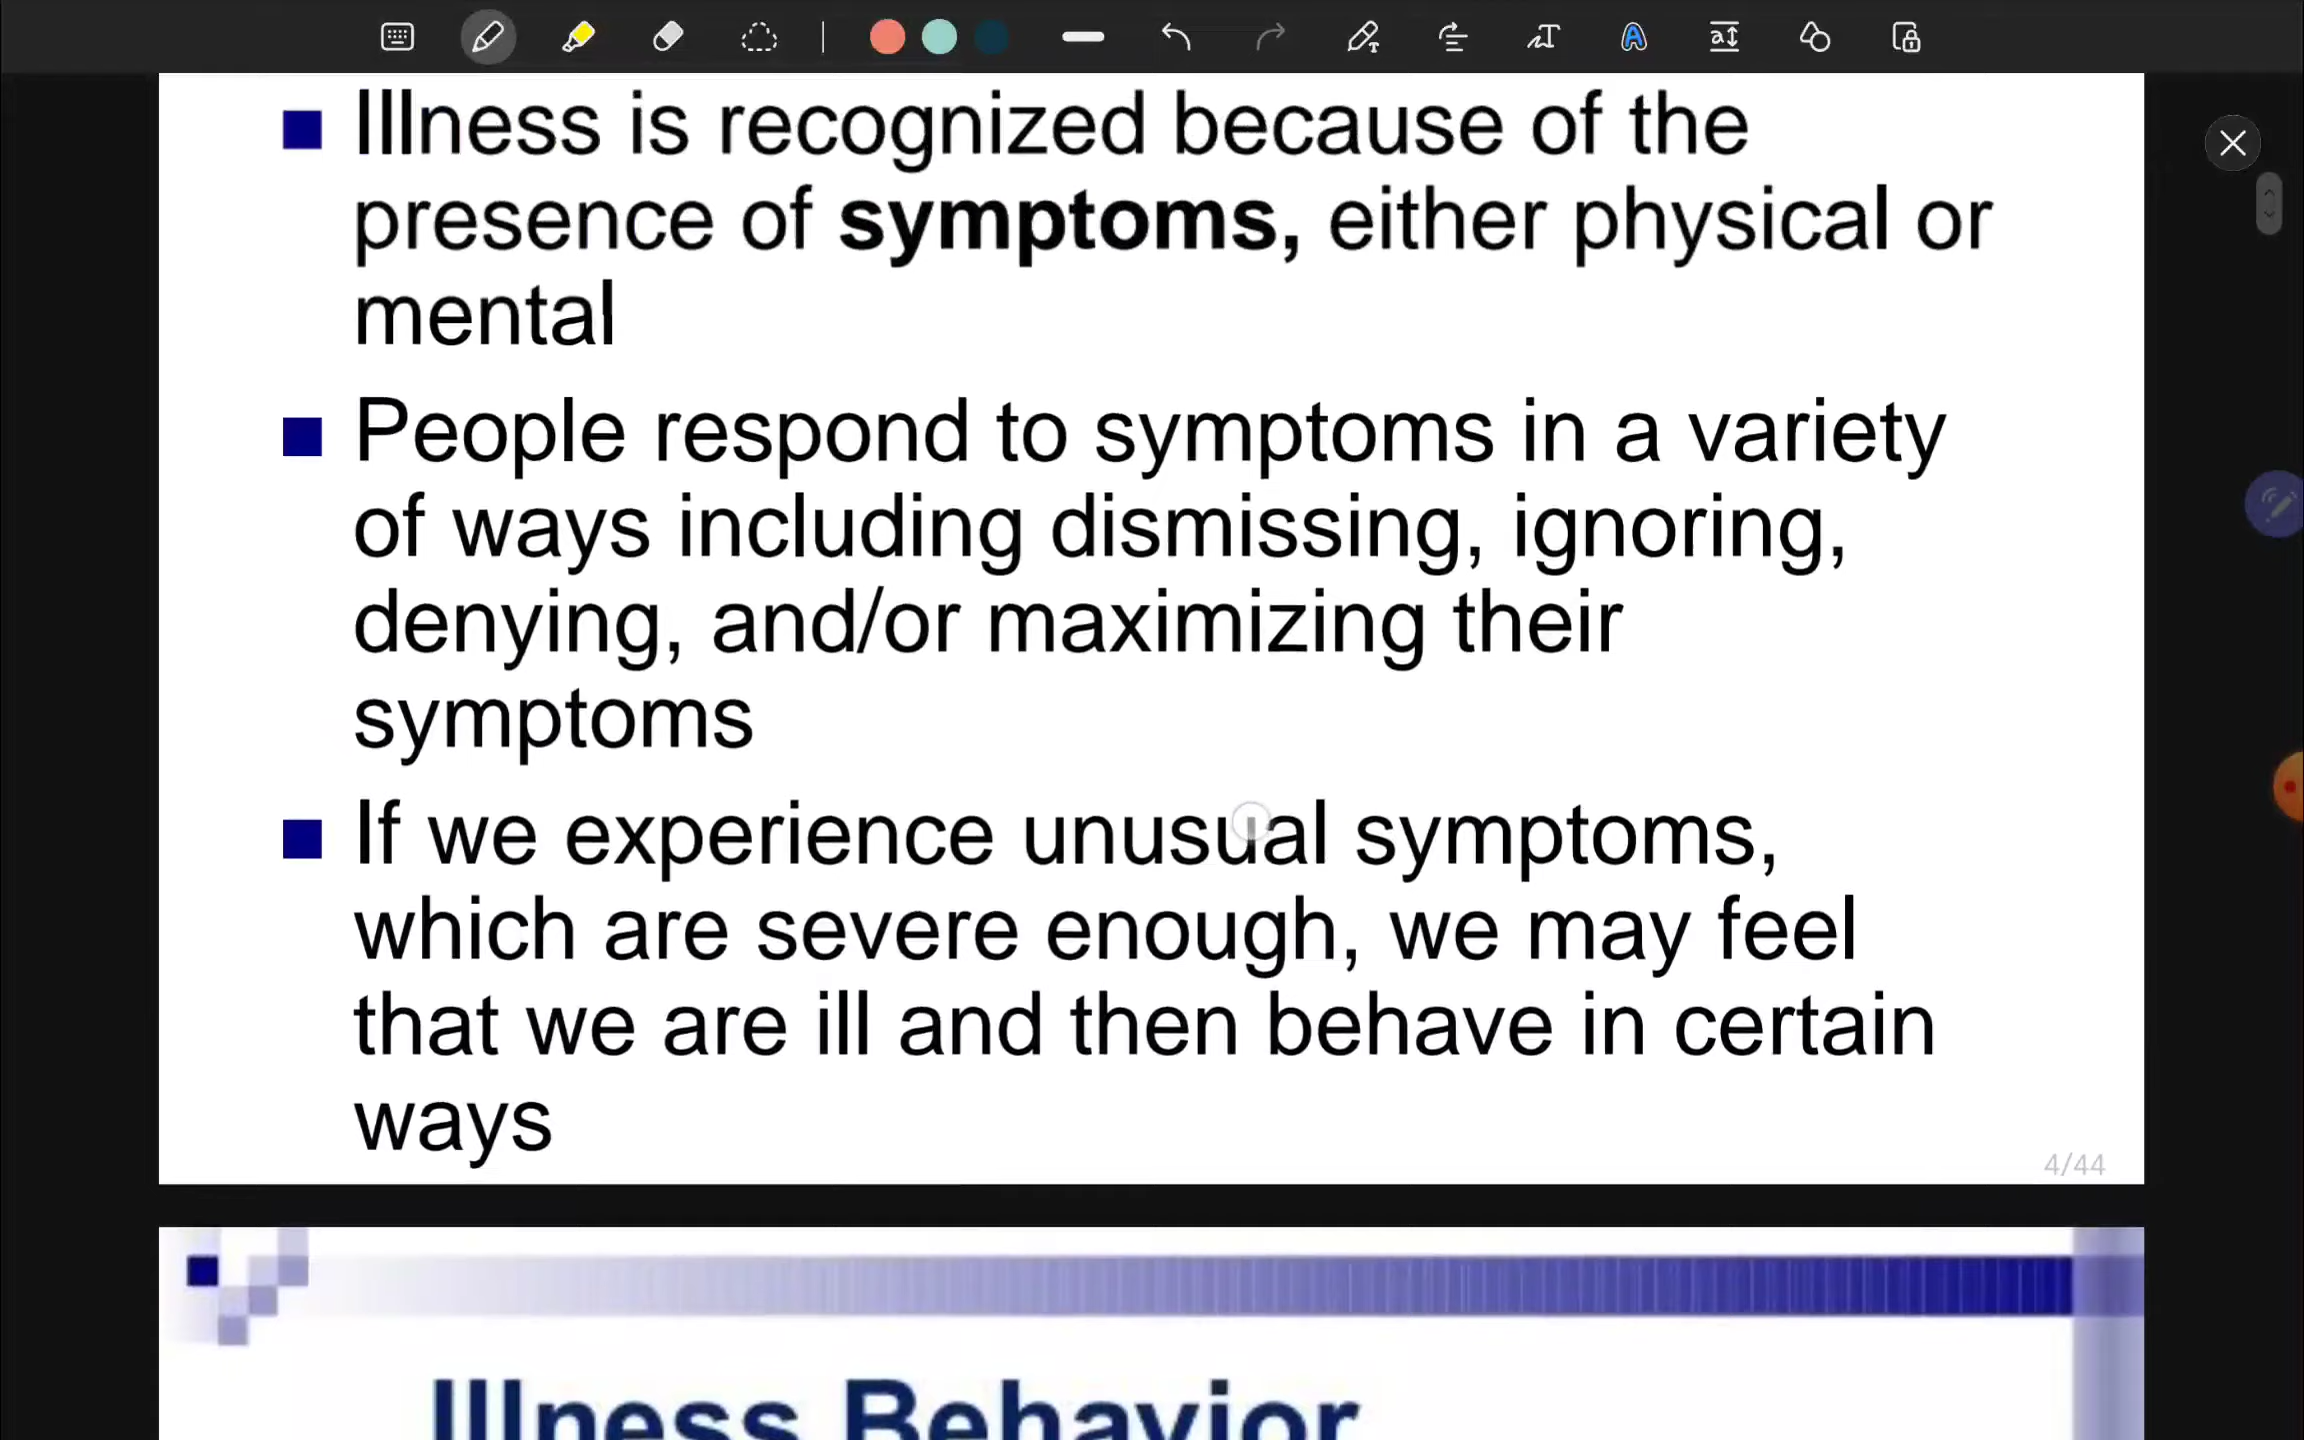 Illness is recognized because of the
presence of symptoms, either physical or
mental
People respond to symptoms in a variety
of ways including dismissing, ignoring,
denying, and/or maximizing their
symptoms
If we experience unusual symptoms,
which are severe enough, we may feel
that we are ill and then behave in certain
ways
4/44
Illness Behavior